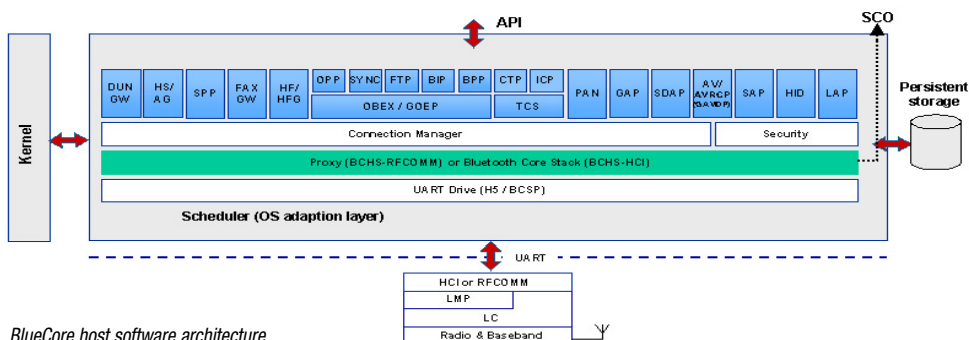 API
SCO
Kernel
DUN GW
HS/ AG
SPP
FAX GW
HF/ HFG
OPP
SYNC
FTP
BIP
BPP
CTP
ICP
OBEX / GOEP
TCS
PAN
GAP
SDAP
AV/ AVRCP (GAVDP)
SAP
HID
LAP
Persistent storage
Connection Manager
Security
Proxy (BCHS-RFCOMM) or Bluetooth Core Stack (BCHS-HCI)
UART Drive (H5 / BCSP)
Scheduler (OS adaption layer)
UART
HCI or RFCOMM
LMP
LC
Radio & Baseband
BlueCore host software architecture